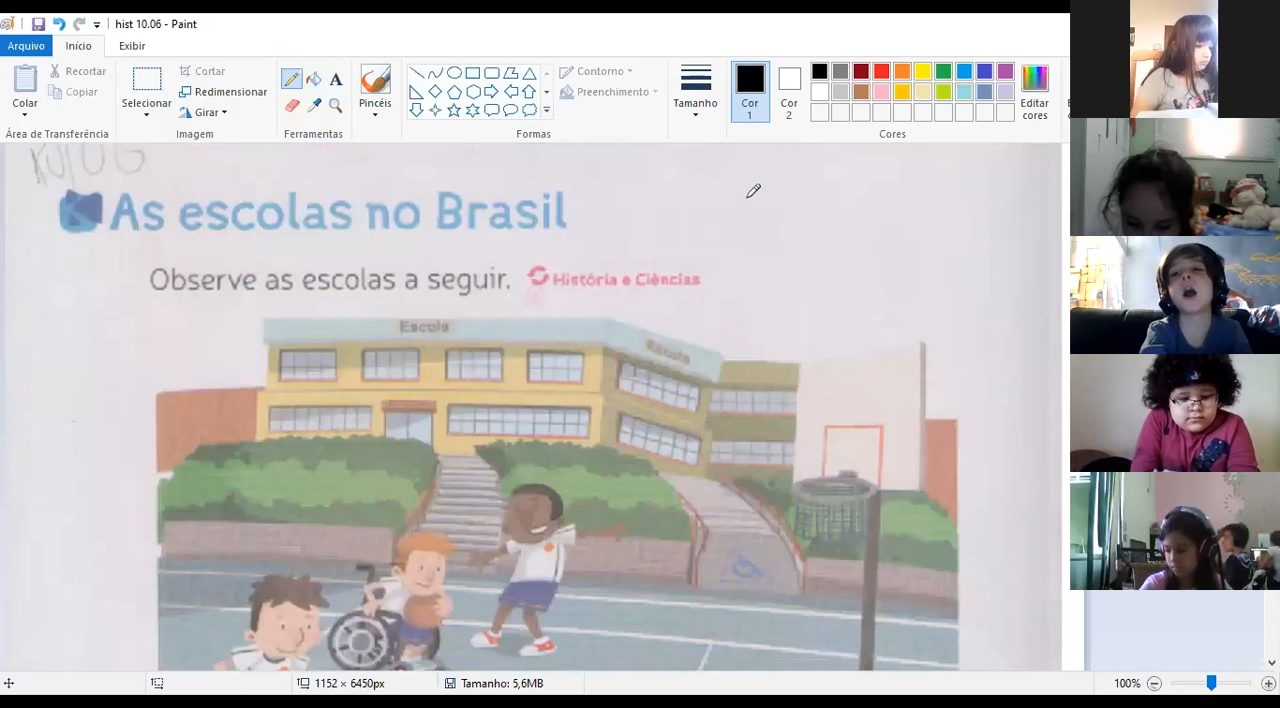 hist 10.06 - Paint
Arquivo Início Exibir
Colar
Recortar
Copiar
Área de Transferência
Selecionar
Cortar
Redimensionar
Girar
Imagem
Ferramentas
Pincéis
Contorno
Preenchimento
Formas
Tamanho
Cor 1
Cor 2
Editar cores
Cores
As escolas no Brasil
Observe as escolas a seguir. História e Ciências
Escola
Escola
1152 × 6450px Tamanho: 5,6MB 100%